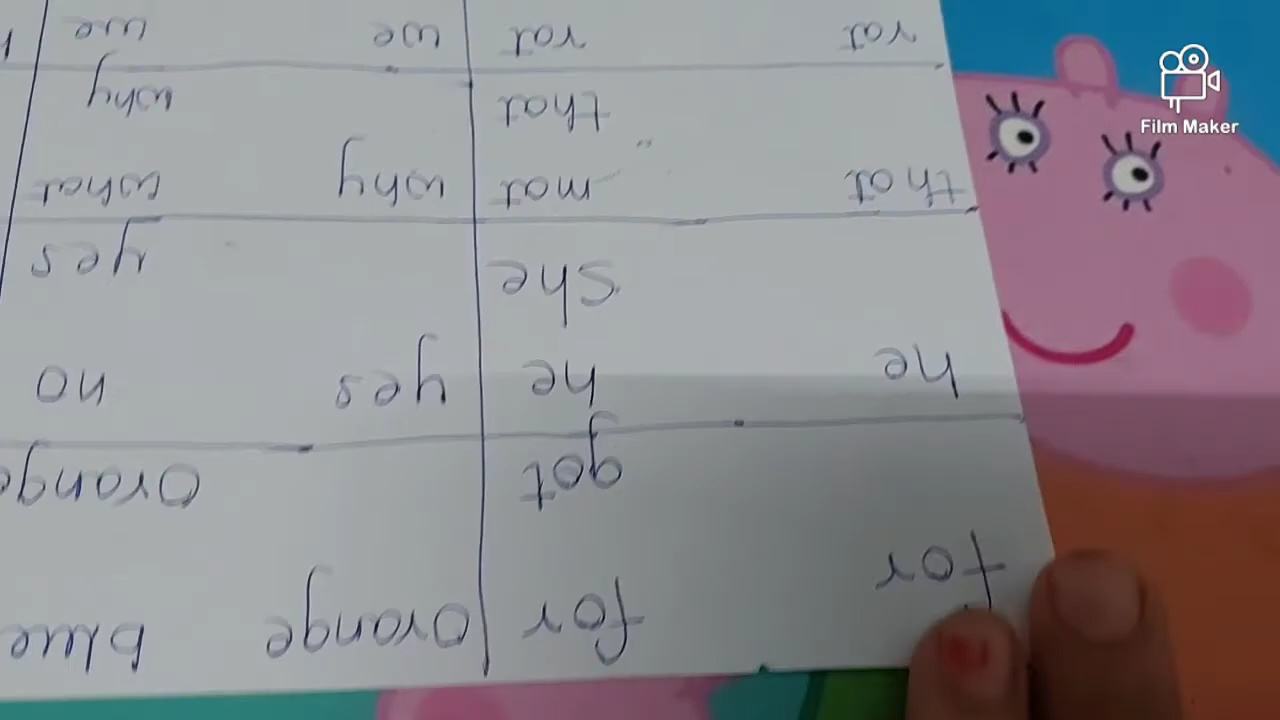 Film Maker
for for orange blue
got orange
he he yes no
she yes
that mat why what
that why
rat rat we we